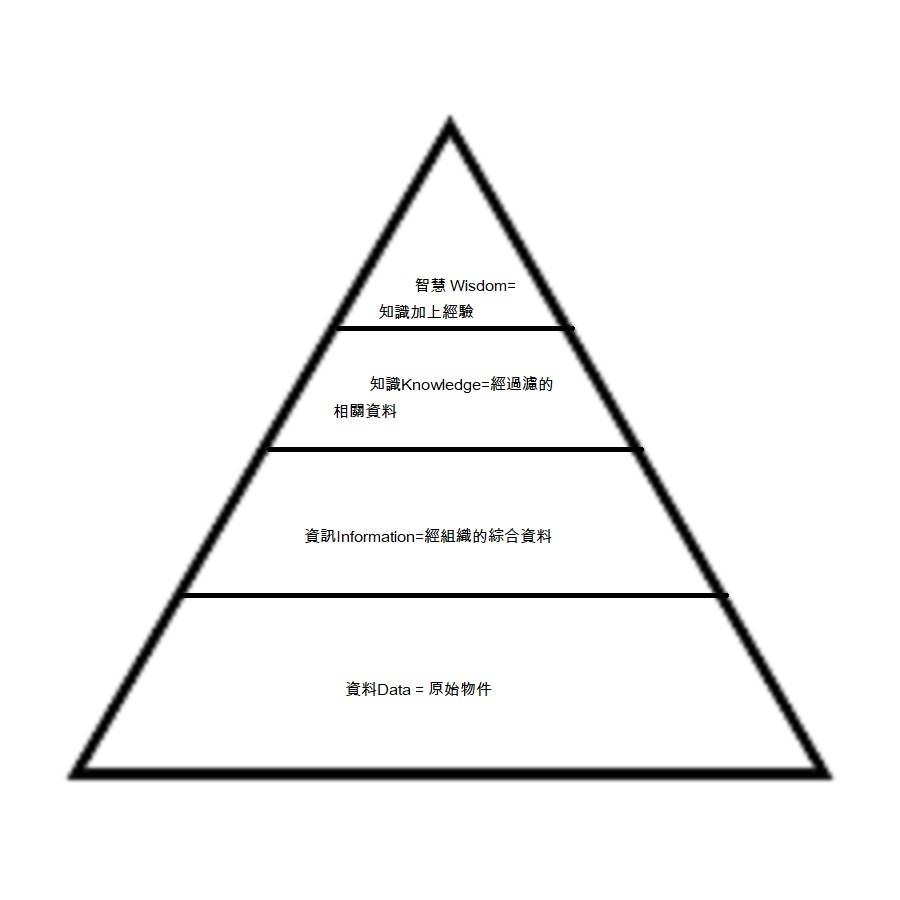 智慧 Wisdom=
知識加上經驗
知識Knowledge=經過濾的
相關資料
資訊Information=經組織的綜合資料
資料Data = 原始物件